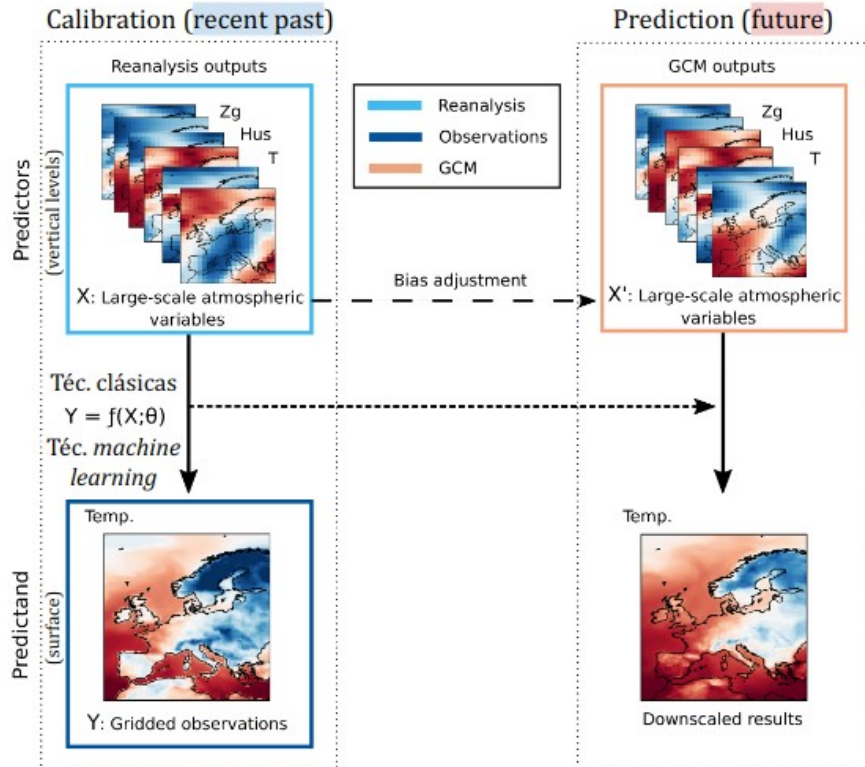 Calibration (recent past)
Prediction (future)
Reanalysis outputs
GCM outputs
Zg
Hus
T
Reanalysis
Observations
GCM
Zg
Hus
T
Predictors
(vertical levels)
X: Large-scale atmospheric
variables
Bias adjustment
X': Large-scale atmospheric
variables
Téc. clásicas
Y = ƒ(X;θ)
Téc. machine
learning
Temp.
Temp.
Predictand
(surface)
Y: Gridded observations
Downscaled results